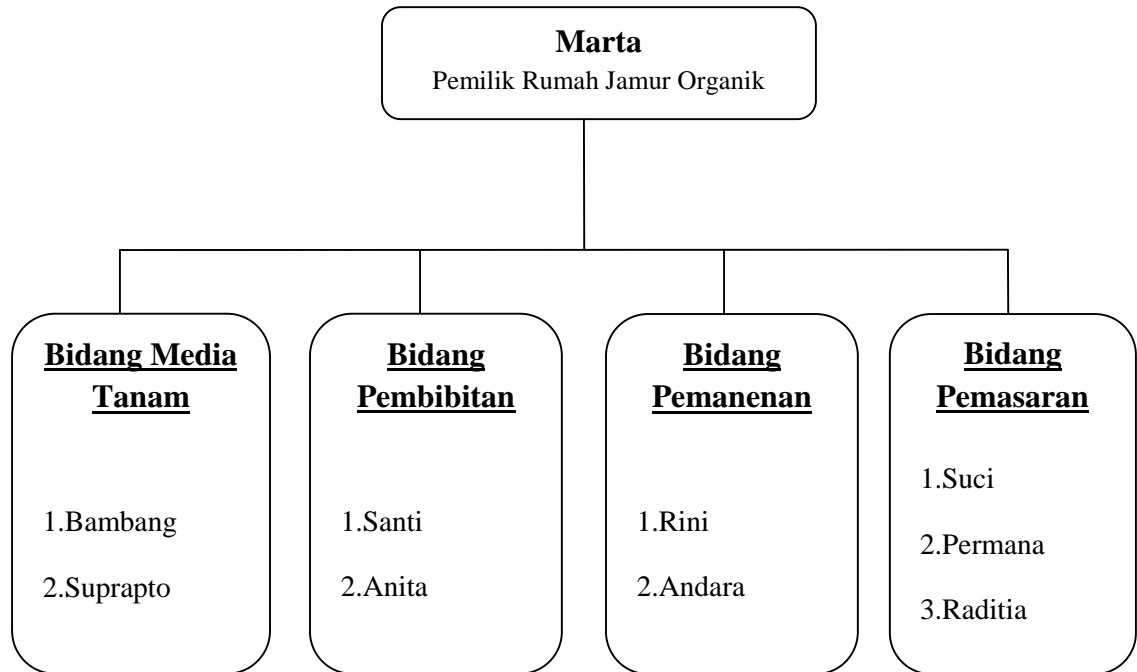 Marta
Pemilik Rumah Jamur Organik
Bidang Media
Tanam
1.Bambang
2.Suprapto
Bidang
Pembibitan
1.Santi
2.Anita
Bidang
Pemanenan
1.Rini
2.Andara
Bidang
Pemasaran
1.Suci
2.Permana
3.Raditia